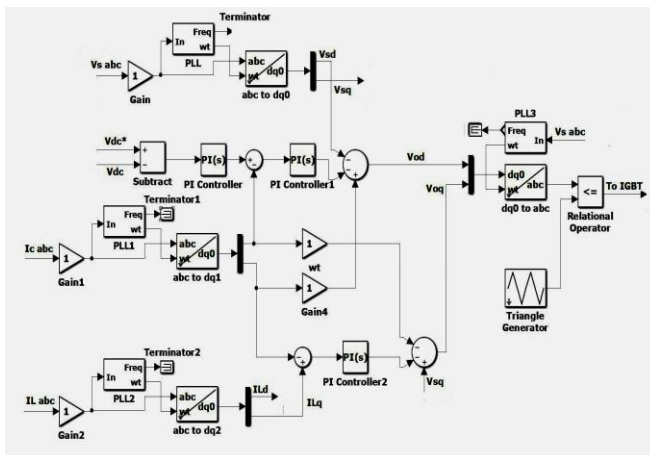 Terminator
Freq
In
wt
PLL
Vs abc
1
Gain
abc
wt
dq0
abc to dq0
Vsd
Vsq
PLL3
Freq
wt
In
Vs abc
Vdc*
Vdc
+
−
Subtract
PI(s)
PI Controller
+
−
PI(s)
PI Controller1
−
−
−
Vod
Voq
dq0
wt
abc
dq0 to abc
<=
Relational
Operator
To IGBT
Terminator1
Freq
In
wt
PLL1
Ic abc
1
Gain1
abc
wt
dq0
abc to dq1
1
wt
1
Gain4
Triangle
Generator
−
+
PI(s)
PI Controller2
−
−
−
Vsq
Terminator2
Freq
In
wt
PLL2
IL abc
1
Gain2
abc
wt
dq0
abc to dq2
ILd
ILq